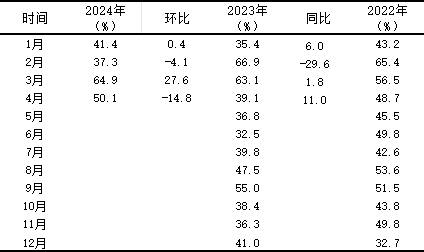 时间 2024年(%) 环比 2023年(%) 同比 2022年(%)
1月 41.4 0.4 35.4 6.0 43.2
2月 37.3 -4.1 66.9 -29.6 65.4
3月 64.9 27.6 63.1 1.8 56.5
4月 50.1 -14.8 39.1 11.0 48.7
5月 36.8 45.5
6月 32.5 49.8
7月 39.8 42.6
8月 47.5 53.6
9月 55.0 51.5
10月 38.4 43.8
11月 36.3 49.8
12月 41.0 32.7